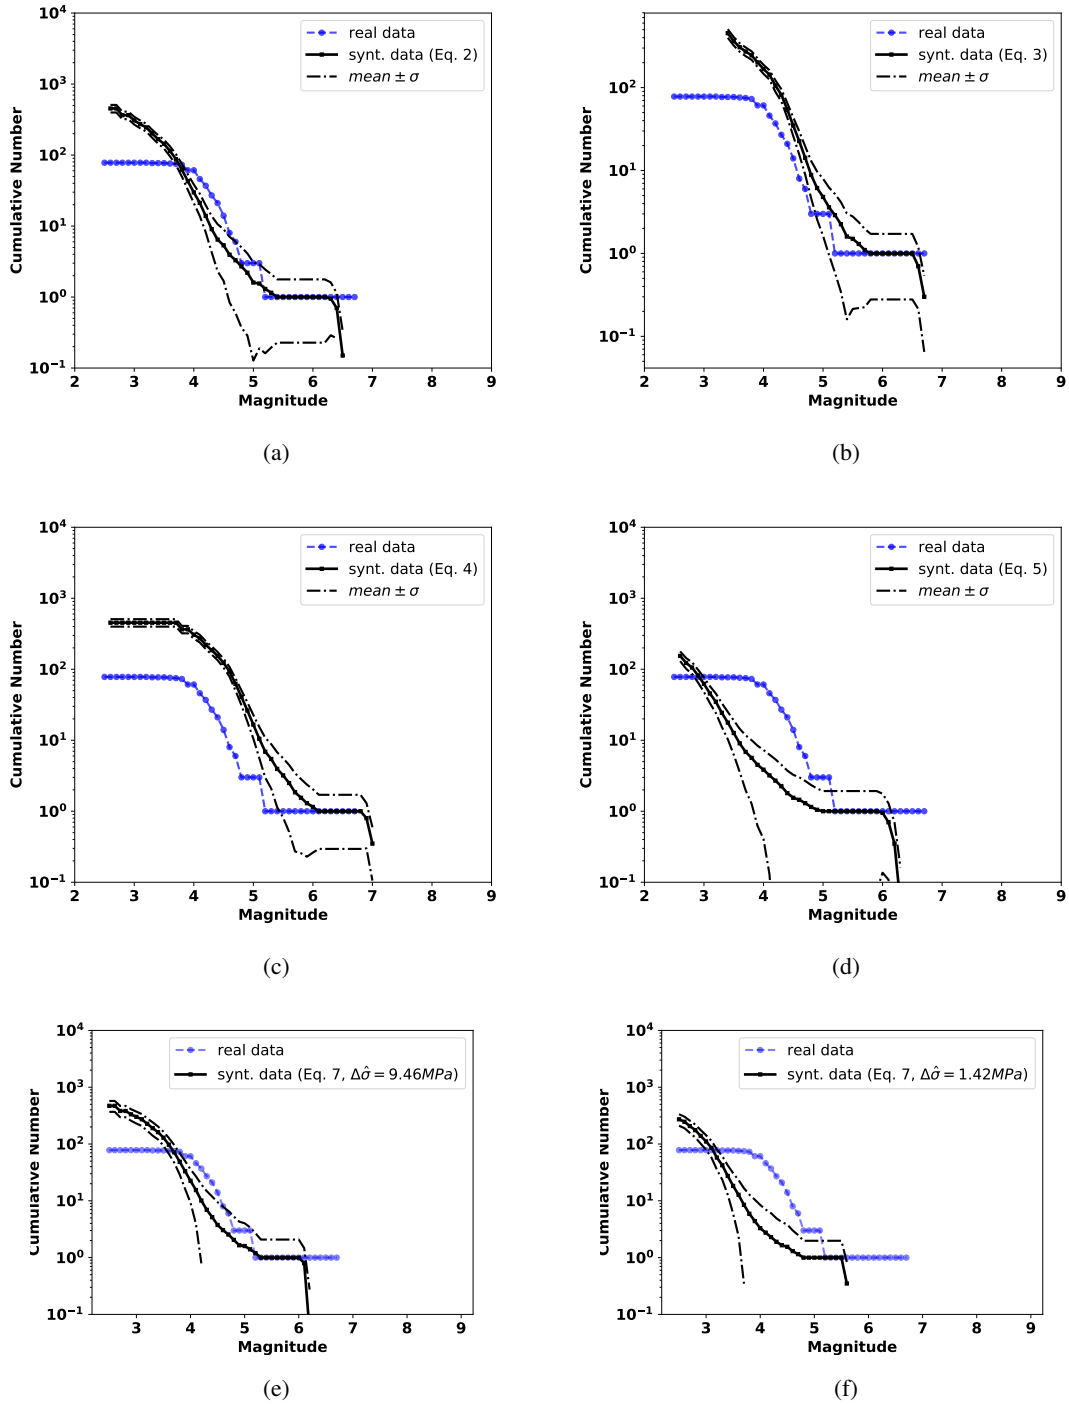 real data
synt. data (Eq. 2)
mean ± σ
10⁴
10³
10²
10¹
10⁰
10⁻¹
Cumulative Number
2 3 4 5 6 7 8 9
Magnitude
(a)
real data
synt. data (Eq. 3)
mean ± σ
10²
10¹
10⁰
10⁻¹
Cumulative Number
2 3 4 5 6 7 8 9
Magnitude
(b)
real data
synt. data (Eq. 4)
mean ± σ
10⁴
10³
10²
10¹
10⁰
10⁻¹
Cumulative Number
2 3 4 5 6 7 8 9
Magnitude
(c)
real data
synt. data (Eq. 5)
mean ± σ
10⁴
10³
10²
10¹
10⁰
10⁻¹
Cumulative Number
2 3 4 5 6 7 8 9
Magnitude
(d)
real data
synt. data (Eq. 7, Δσ̂ = 9.46MPa)
10⁴
10³
10²
10¹
10⁰
10⁻¹
Cumulative Number
3 4 5 6 7 8 9
Magnitude
(e)
real data
synt. data (Eq. 7, Δσ̂ = 1.42MPa)
10⁴
10³
10²
10¹
10⁰
10⁻¹
Cumulative Number
3 4 5 6 7 8 9
Magnitude
(f)